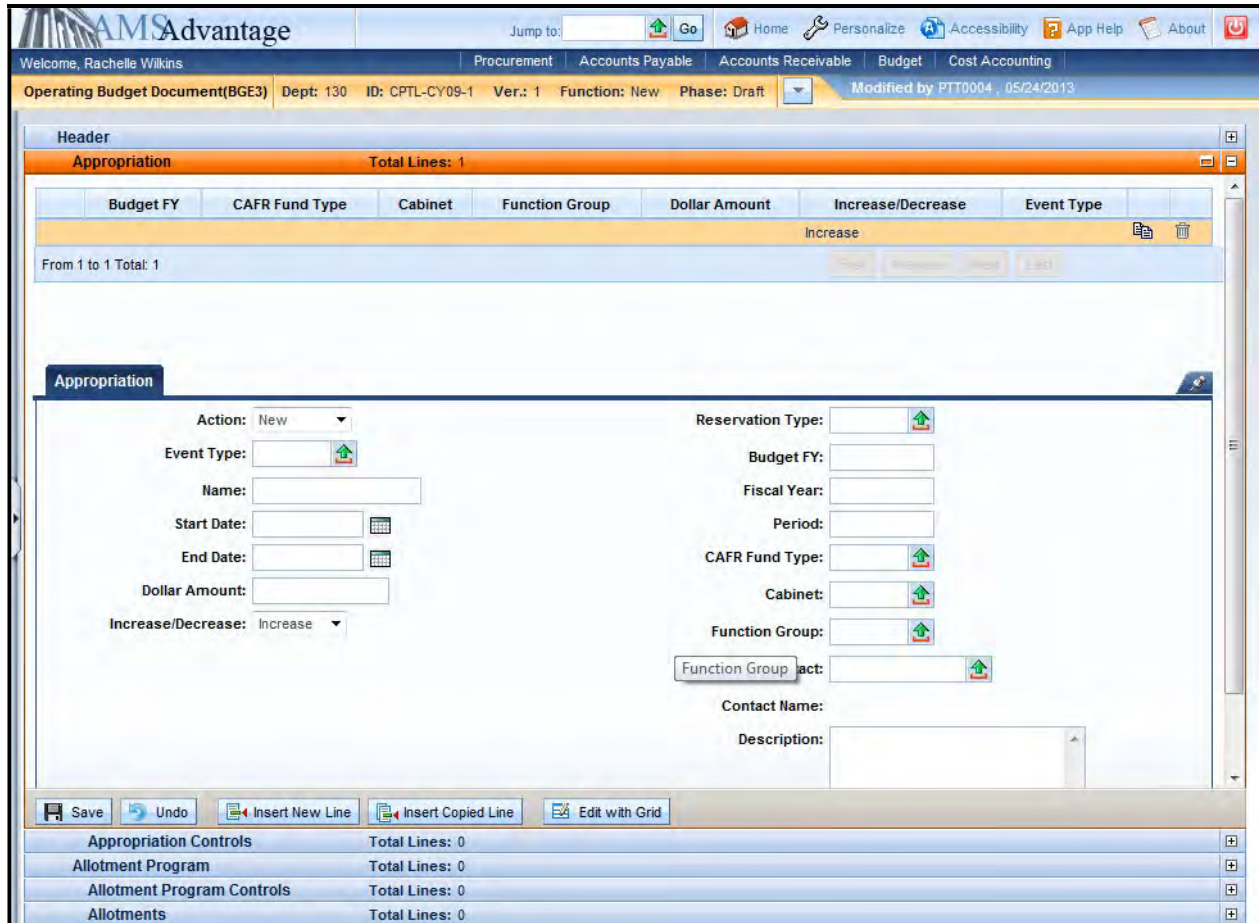 AMS Advantage
Jump to: Go Home Personalize Accessibility App Help About
Welcome, Rachelle Wilkins Procurement Accounts Payable Accounts Receivable Budget Cost Accounting
Operating Budget Document(BGE3) Dept: 130 ID: CPTL-CY09-1 Ver.: 1 Function: New Phase: Draft Modified by PTT0004 , 05/24/2013
Header
Appropriation Total Lines: 1
Budget FY CAFR Fund Type Cabinet Function Group Dollar Amount Increase/Decrease Event Type
Increase
From 1 to 1 Total: 1 First Previous Next Last
Appropriation
Action: New
Event Type:
Name:
Start Date:
End Date:
Dollar Amount:
Increase/Decrease: Increase
Reservation Type:
Budget FY:
Fiscal Year:
Period:
CAFR Fund Type:
Cabinet:
Function Group:
Function Group act:
Contact Name:
Description:
Save Undo Insert New Line Insert Copied Line Edit with Grid
Appropriation Controls Total Lines: 0
Allotment Program Total Lines: 0
Allotment Program Controls Total Lines: 0
Allotments Total Lines: 0